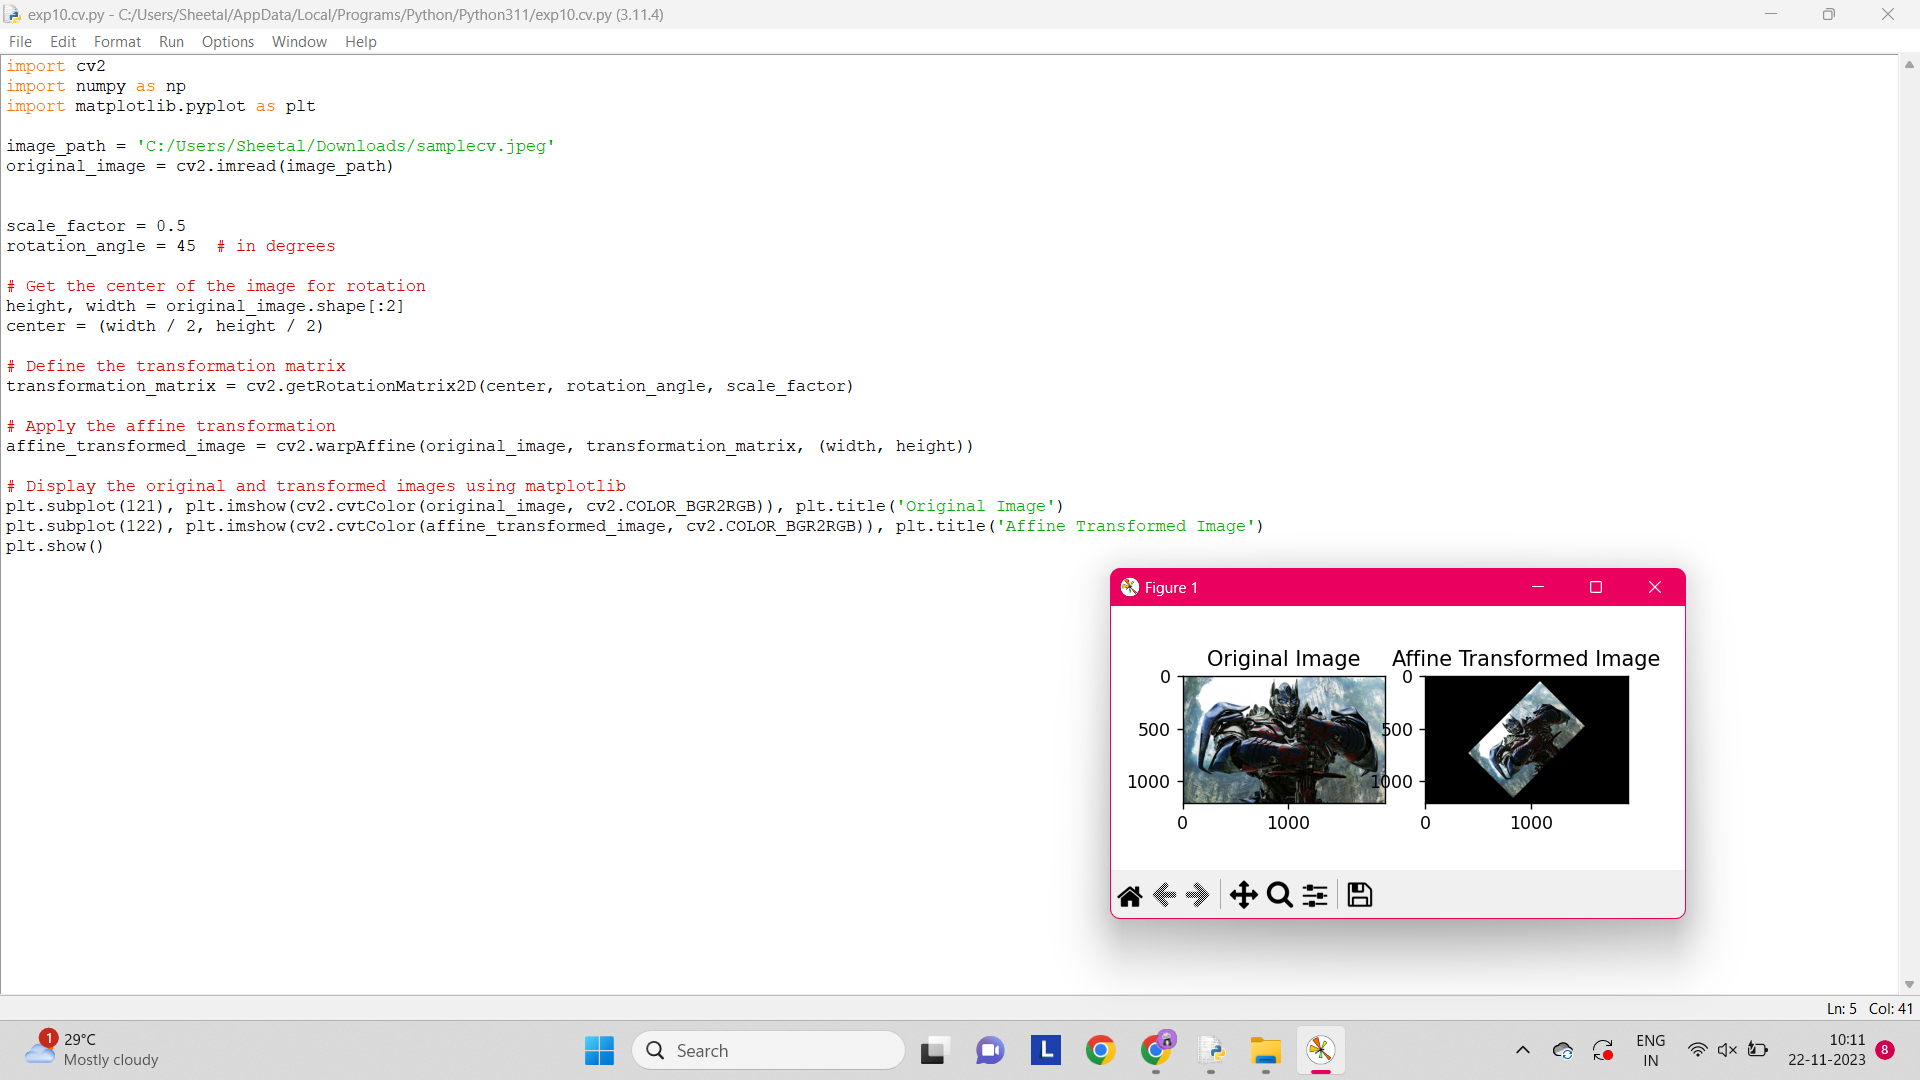 exp10.cv.py - C:/Users/Sheetal/AppData/Local/Programs/Python/Python311/exp10.cv.py (3.11.4)
File Edit Format Run Options Window Help
import cv2
import numpy as np
import matplotlib.pyplot as plt
image_path = 'C:/Users/Sheetal/Downloads/samplecv.jpeg'
original_image = cv2.imread(image_path)
scale_factor = 0.5
rotation_angle = 45  # in degrees
# Get the center of the image for rotation
height, width = original_image.shape[:2]
center = (width / 2, height / 2)
# Define the transformation matrix
transformation_matrix = cv2.getRotationMatrix2D(center, rotation_angle, scale_factor)
# Apply the affine transformation
affine_transformed_image = cv2.warpAffine(original_image, transformation_matrix, (width, height))
# Display the original and transformed images using matplotlib
plt.subplot(121), plt.imshow(cv2.cvtColor(original_image, cv2.COLOR_BGR2RGB)), plt.title('Original Image')
plt.subplot(122), plt.imshow(cv2.cvtColor(affine_transformed_image, cv2.COLOR_BGR2RGB)), plt.title('Affine Transformed Image')
plt.show()
Figure 1
Original Image
0
500
1000
0 1000
Affine Transformed Image
0
500
1000
0 1000
Ln: 5 Col: 41
1
29°C
Mostly cloudy
Search
L
ENG
IN
10:11
22-11-2023
8